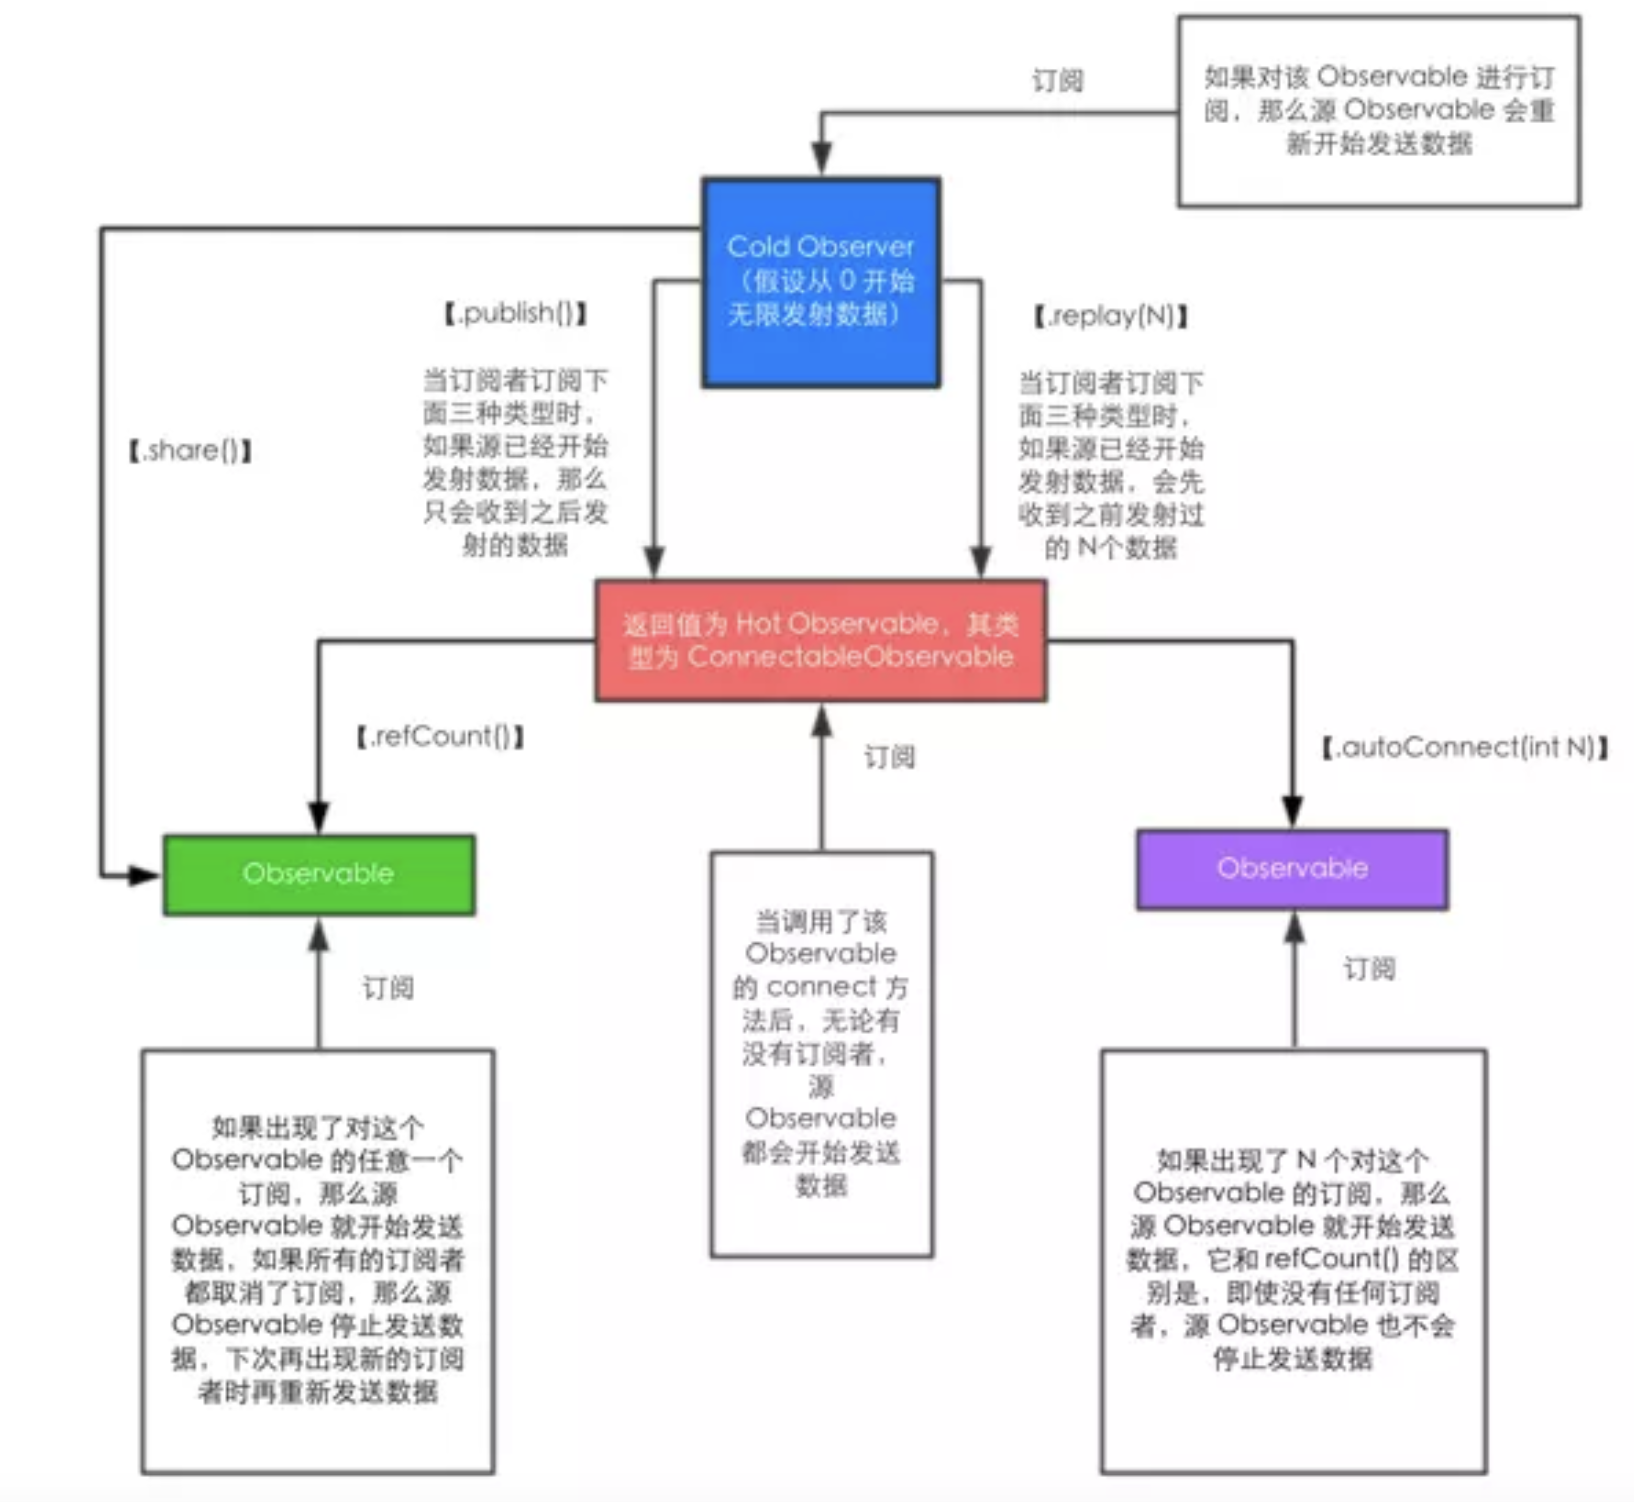 订阅
如果对该 Observable 进行订
阅，那么源 Observable 会重
新开始发送数据
Cold Observer
（假设从 0 开始
无限发射数据）
【.publish()】
当订阅者订阅下
面三种类型时，
如果源已经开始
发射数据，那么
只会收到之后发
射的数据
【.replay(N)】
当订阅者订阅下
面三种类型时，
如果源已经开始
发射数据，会先
收到之前发射过
的 N个数据
【.share()】
返回值为 Hot Observable，其类
型为 ConnectableObservable
【.refCount()】
订阅
【.autoConnect(int N)】
Observable
Observable
订阅
订阅
当调用了该
Observable
的 connect 方
法后，无论有
没有订阅者，
源
Observable
都会开始发送
数据
如果出现了对这个
Observable 的任意一个
订阅，那么源
Observable 就开始发送
数据，如果所有的订阅者
都取消了订阅，那么源
Observable 停止发送数
据，下次再出现新的订阅
者时再重新发送数据
如果出现了 N 个对这个
Observable 的订阅，那么
源 Observable 就开始发送
数据，它和 refCount() 的区
别是，即使没有任何订阅
者，源 Observable 也不会
停止发送数据